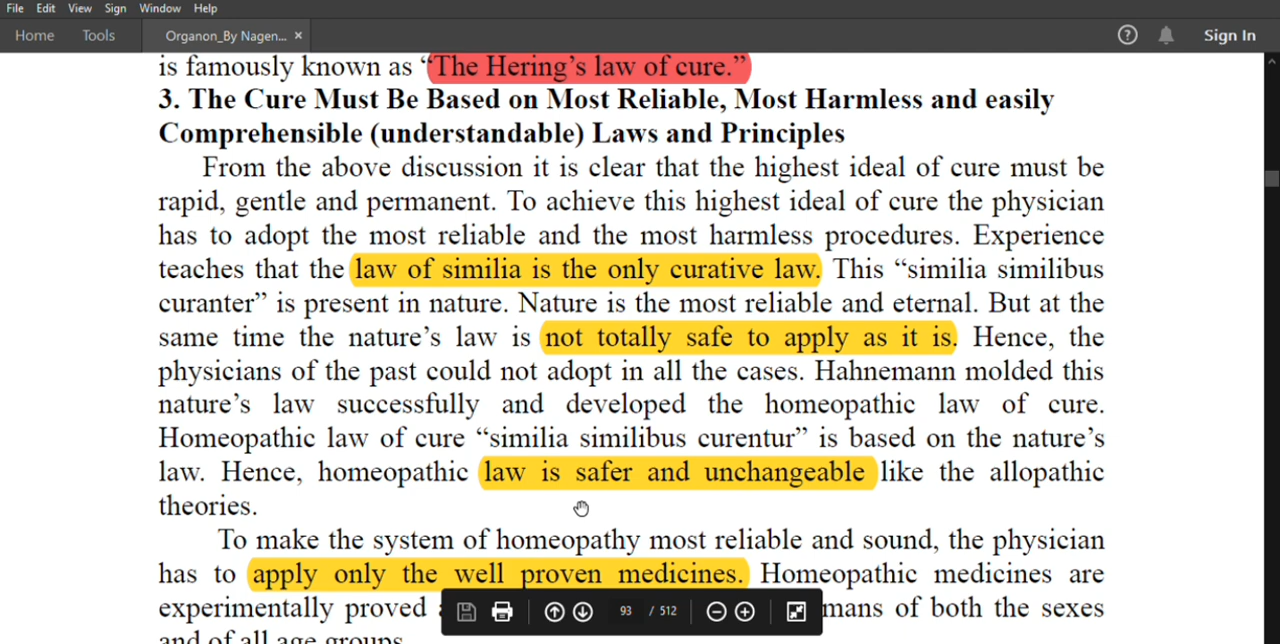 File Edit View Sign Window Help
Home Tools Organon_By Nagen... × ? Sign In
is famously known as “The Hering’s law of cure.”
3. The Cure Must Be Based on Most Reliable, Most Harmless and easily
Comprehensible (understandable) Laws and Principles
From the above discussion it is clear that the highest ideal of cure must be
rapid, gentle and permanent. To achieve this highest ideal of cure the physician
has to adopt the most reliable and the most harmless procedures. Experience
teaches that the law of similia is the only curative law. This “similia similibus
curanter” is present in nature. Nature is the most reliable and eternal. But at the
same time the nature’s law is not totally safe to apply as it is. Hence, the
physicians of the past could not adopt in all the cases. Hahnemann molded this
nature’s law successfully and developed the homeopathic law of cure.
Homeopathic law of cure “similia similibus curentur” is based on the nature’s
law. Hence, homeopathic law is safer and unchangeable like the allopathic
theories.
To make the system of homeopathy most reliable and sound, the physician
has to apply only the well proven medicines. Homeopathic medicines are
experimentally proved mans of both the sexes
and of all age groups.
93 / 512